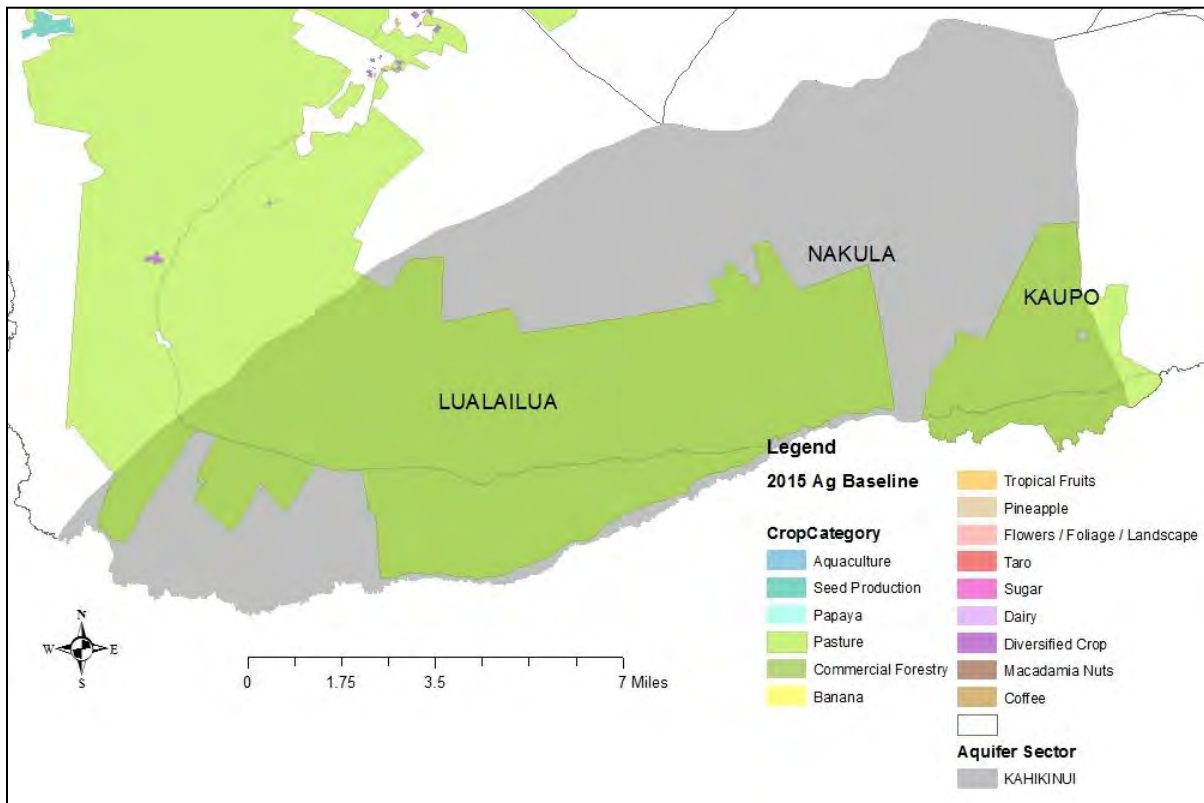 NAKULA
KAUPO
LUALAILUA
Legend
2015 Ag Baseline
CropCategory
Aquaculture
Seed Production
Papaya
Pasture
Commercial Forestry
Banana
Tropical Fruits
Pineapple
Flowers / Foliage / Landscape
Taro
Sugar
Dairy
Diversified Crop
Macadamia Nuts
Coffee
Aquifer Sector
KAHIKINUI
N
W E
S
0 1.75 3.5 7 Miles